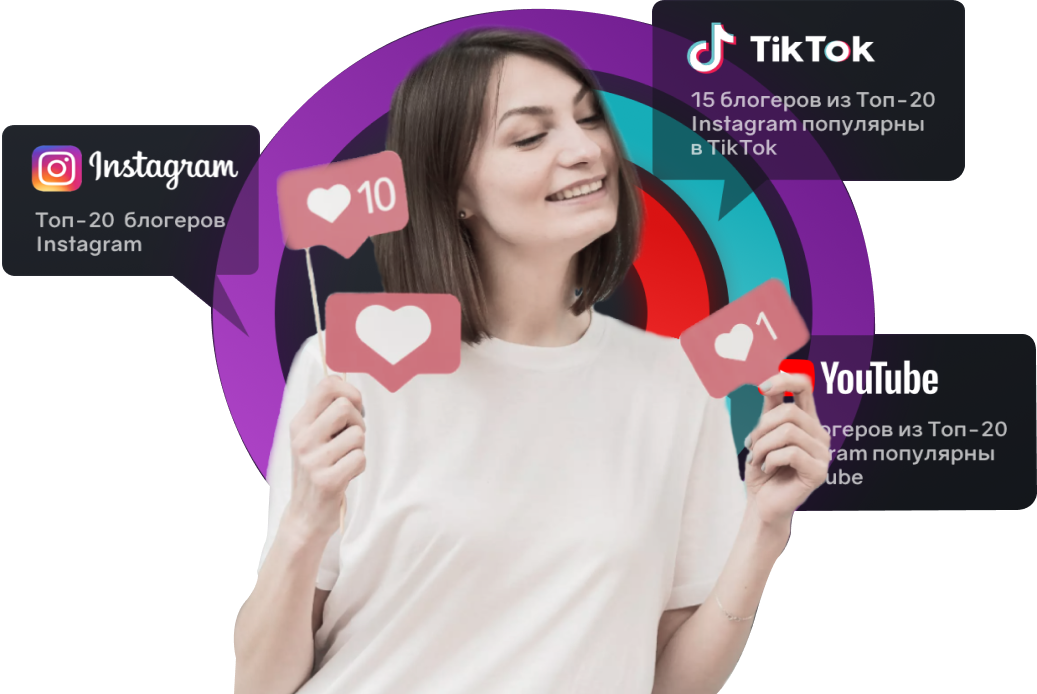 Instagram
Топ-20 блогеров
Instagram
10
TikTok
15 блогеров из Топ-20
Instagram популярны
в TikTok
1
YouTube
из Топ-20
популярны